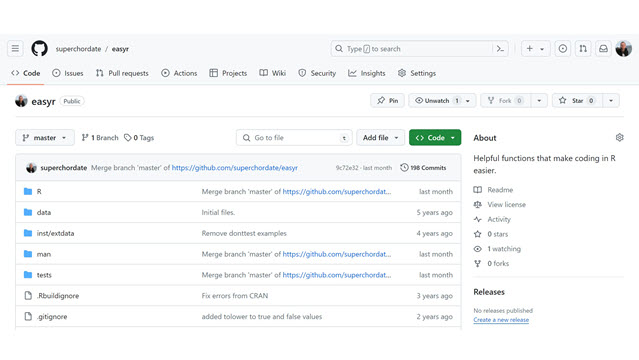 superchordate / easyr
Type / to search
Code
Issues
Pull requests
Actions
Projects
Wiki
Security
Insights
Settings
easyr Public
Pin
Unwatch 1
Fork 0
Star 0
master
1 Branch
0 Tags
Go to file
t
Add file
Code
superchordate Merge branch 'master' of https://github.com/superchordate/easyr 9c72e32 · last month 198 Commits
R Merge branch 'master' of https://github.com/superchordat... last month
data Initial files. 5 years ago
inst/extdata Remove donttest examples 4 years ago
man Merge branch 'master' of https://github.com/superchordat... last month
tests Merge branch 'master' of https://github.com/superchordat... last month
.Rbuildignore Fix errors from CRAN 3 years ago
.gitignore added tolower to true and false values 2 years ago
About
Helpful functions that make coding in R
easier.
Readme
View license
Activity
0 stars
1 watching
0 forks
Releases
No releases published
Create a new release